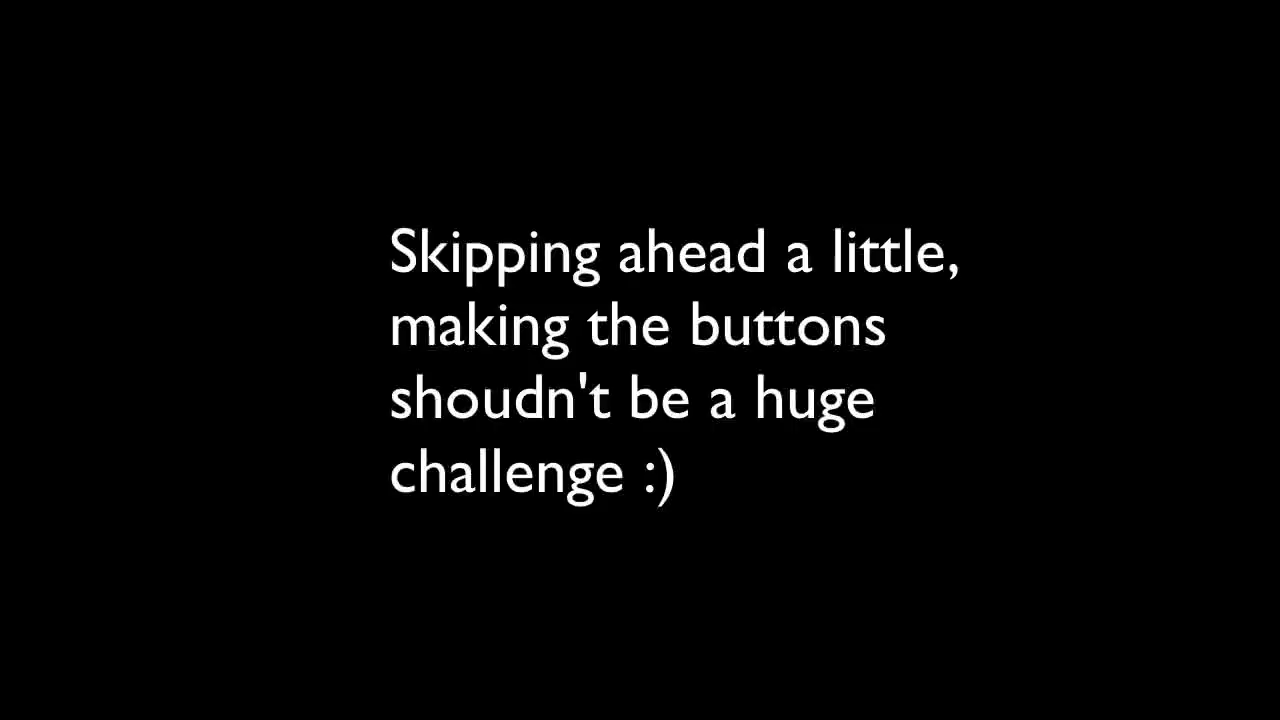 Skipping ahead a little,
making the buttons
shoudn't be a huge
challenge :)